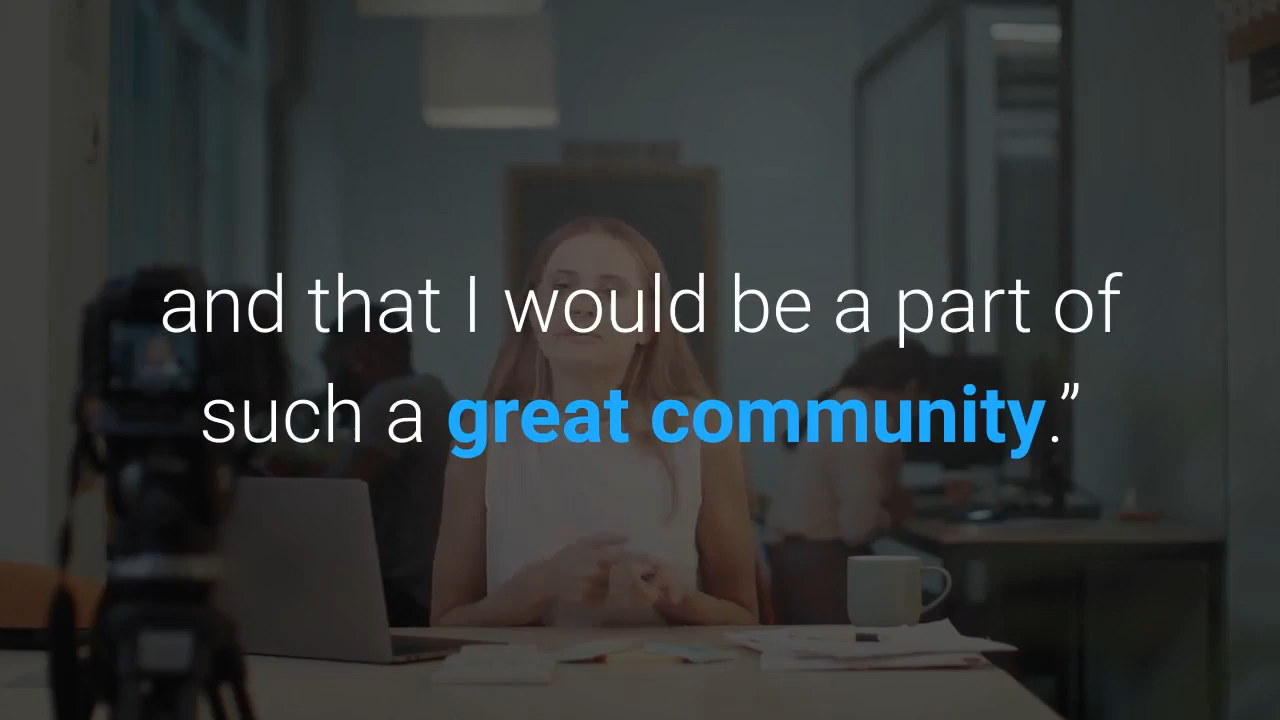 and that I would be a part of
such a great community.”